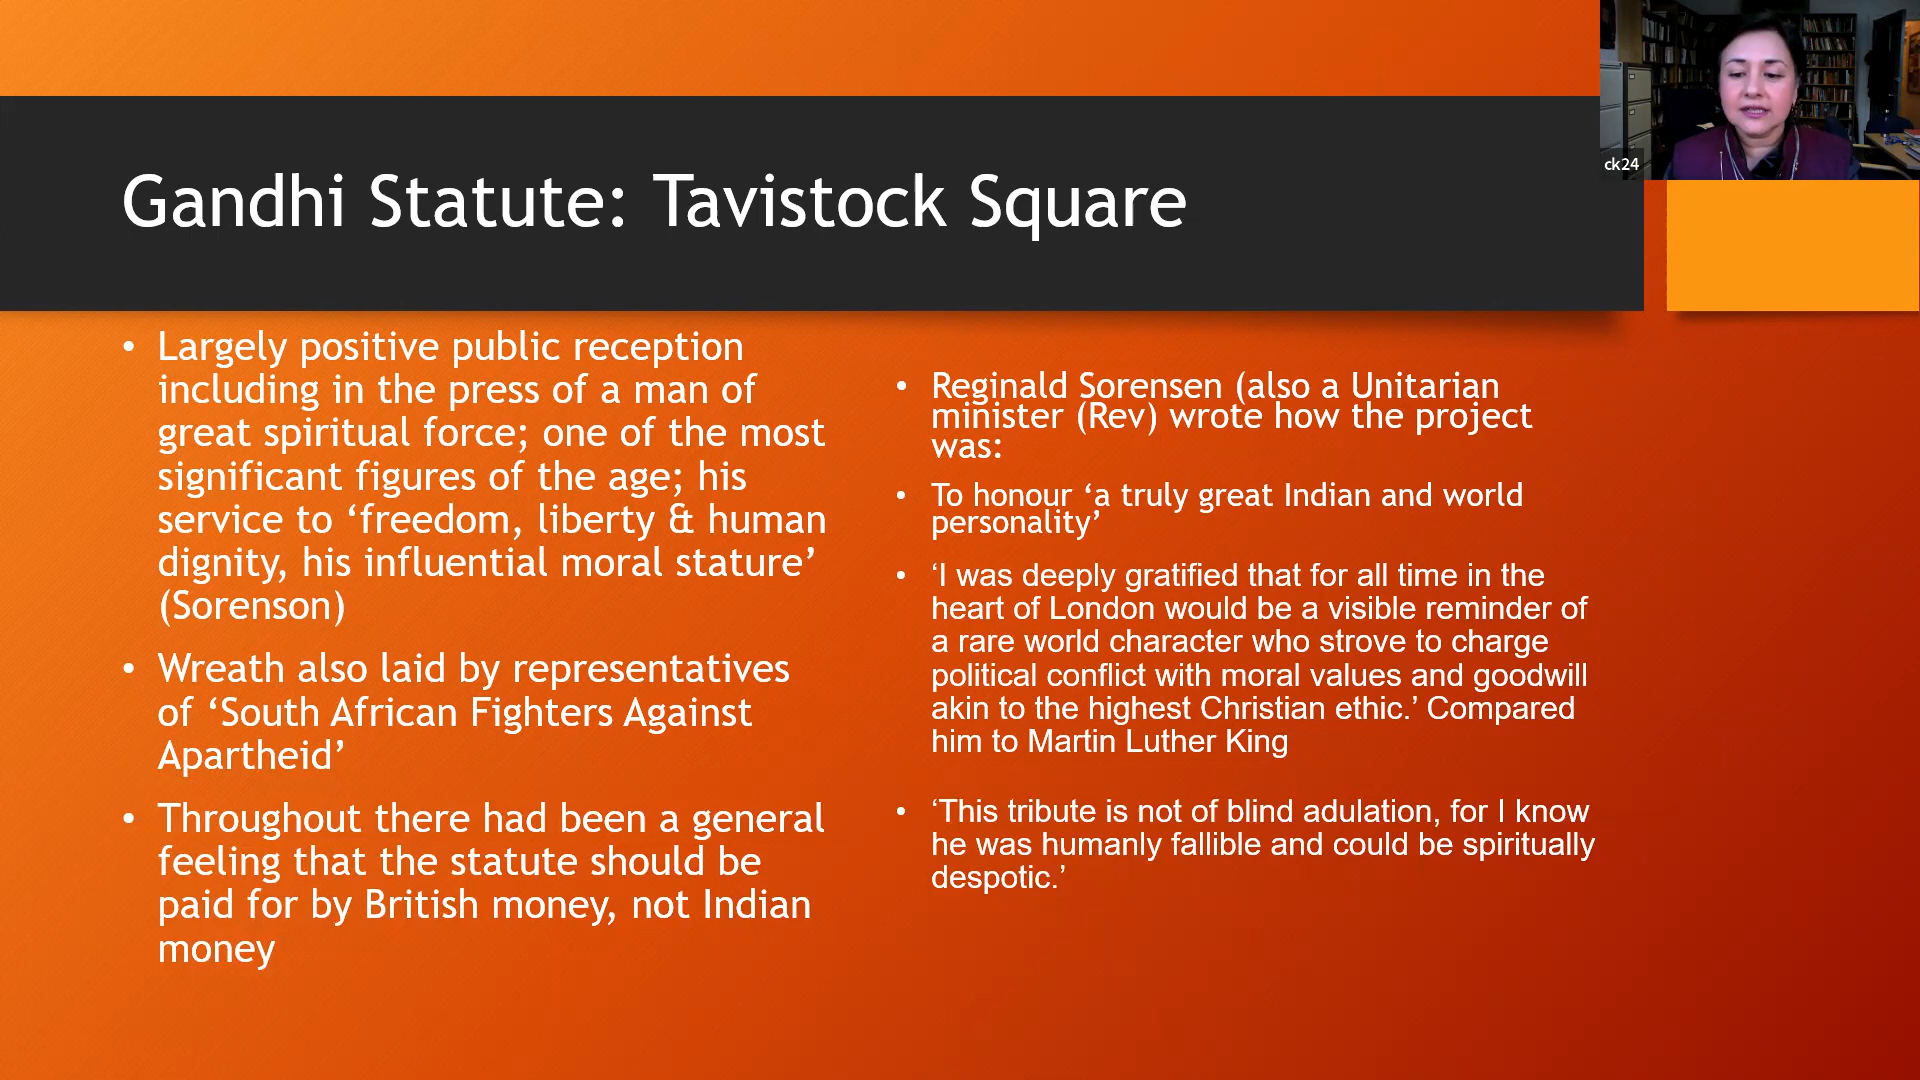 ck24
Gandhi Statute: Tavistock Square
• Largely positive public reception
including in the press of a man of
great spiritual force; one of the most
significant figures of the age; his
service to ‘freedom, liberty & human
dignity, his influential moral stature’
(Sorenson)
• Wreath also laid by representatives
of ‘South African Fighters Against
Apartheid’
• Throughout there had been a general
feeling that the statute should be
paid for by British money, not Indian
money
• Reginald Sorensen (also a Unitarian
minister (Rev) wrote how the project
was:
• To honour ‘a truly great Indian and world
personality’
• ‘I was deeply gratified that for all time in the
heart of London would be a visible reminder of
a rare world character who strove to charge
political conflict with moral values and goodwill
akin to the highest Christian ethic.’ Compared
him to Martin Luther King
• ‘This tribute is not of blind adulation, for I know
he was humanly fallible and could be spiritually
despotic.’